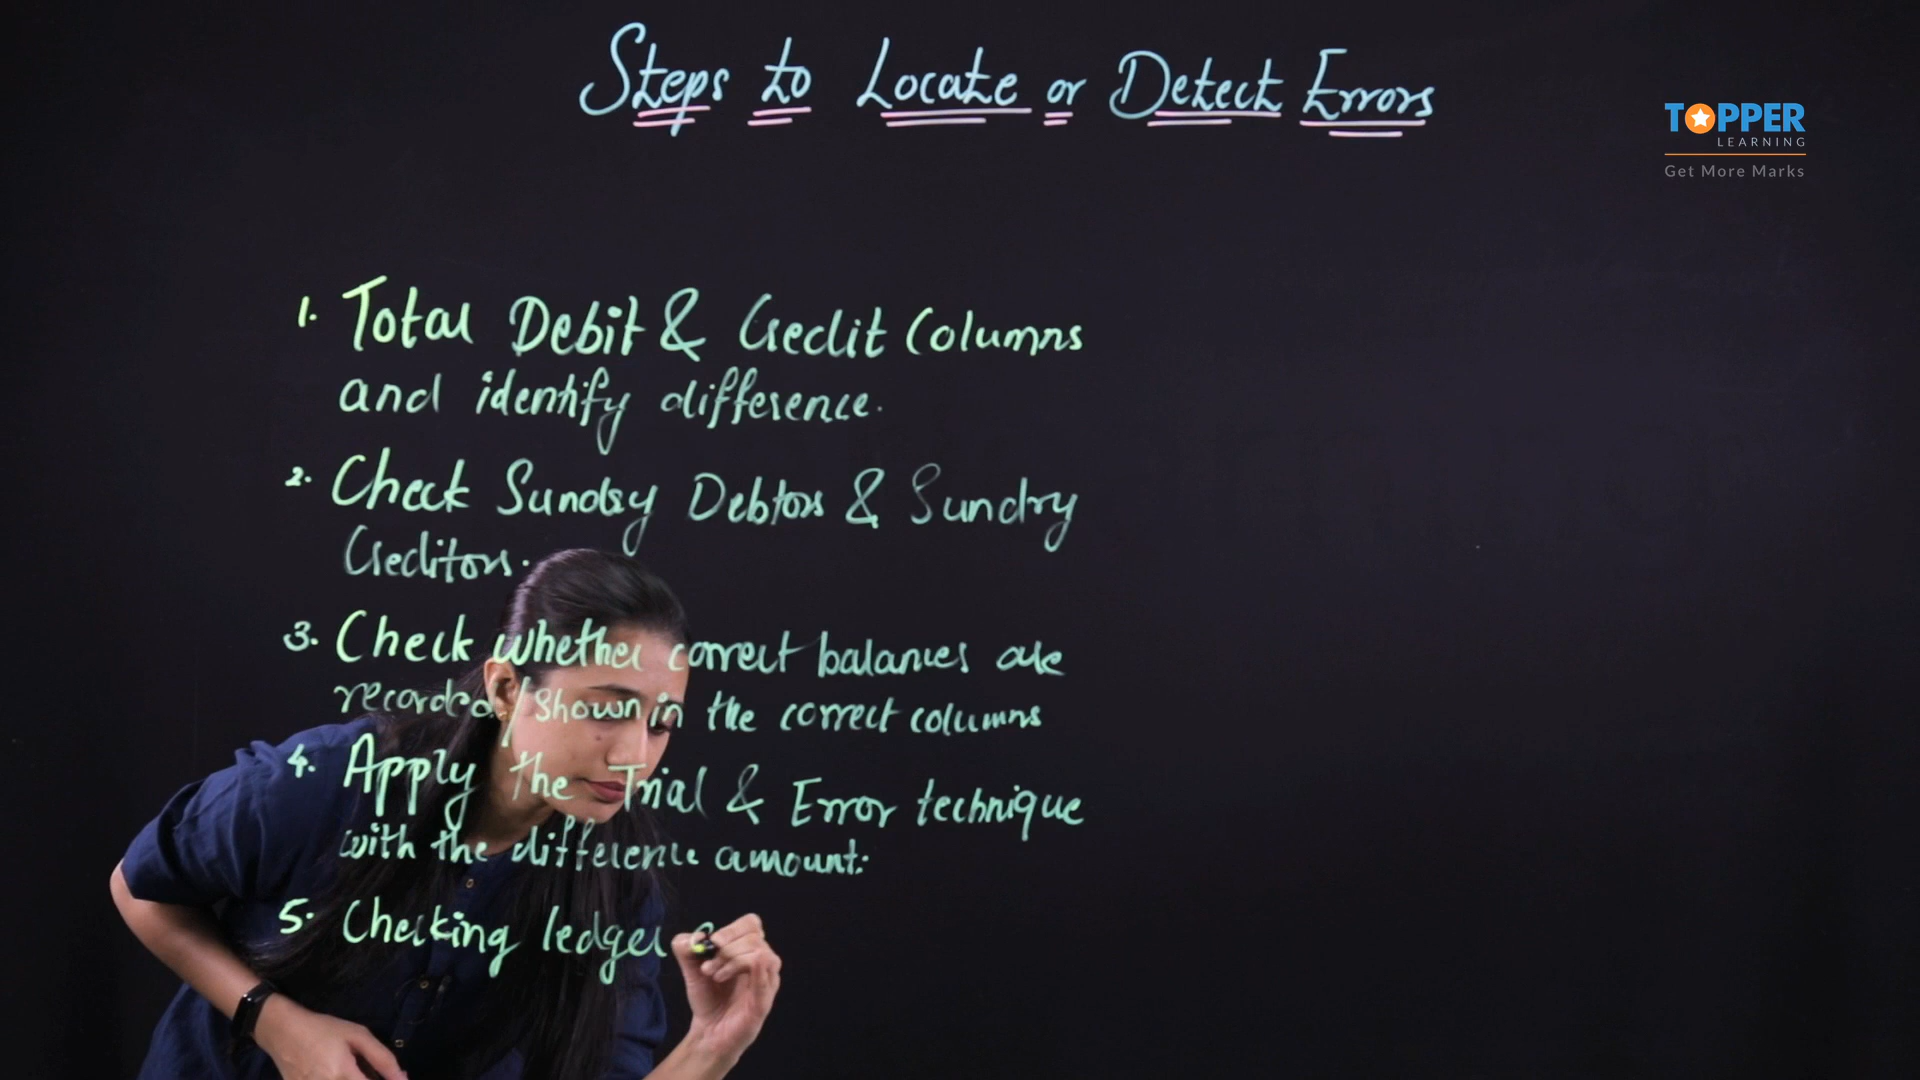 Steps to Locate or Detect Errors
TOPPER
LEARNING
Get More Marks
1. Total Debit & Credit Columns
and identify difference.
2. Check Sundry Debtors & Sundry
Creditors.
3. Check whether correct balances are
recorded/shown in the correct columns
4. Apply the Trial & Error technique
with the difference amount:
5. Checking ledger